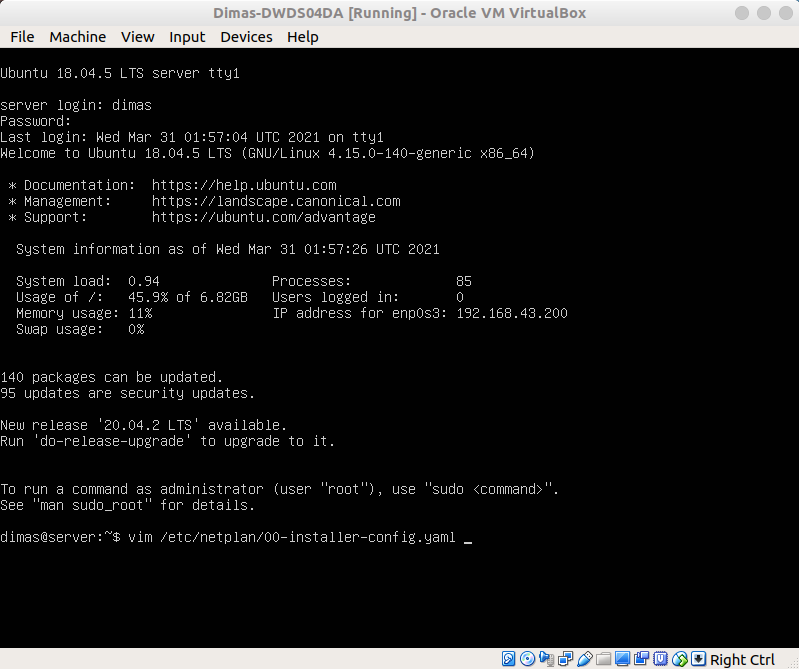 Dimas-DWDS04DA [Running] - Oracle VM VirtualBox
File Machine View Input Devices Help
Ubuntu 18.04.5 LTS server tty1
server login: dimas
Password:
Last login: Wed Mar 31 01:57:04 UTC 2021 on tty1
Welcome to Ubuntu 18.04.5 LTS (GNU/Linux 4.15.0-140-generic x86_64)
* Documentation: https://help.ubuntu.com
* Management: https://landscape.canonical.com
* Support: https://ubuntu.com/advantage
System information as of Wed Mar 31 01:57:26 UTC 2021
System load: 0.94 Processes: 85
Usage of /: 45.9% of 6.82GB Users logged in: 0
Memory usage: 11% IP address for enp0s3: 192.168.43.200
Swap usage: 0%
140 packages can be updated.
95 updates are security updates.
New release '20.04.2 LTS' available.
Run 'do-release-upgrade' to upgrade to it.
To run a command as administrator (user "root"), use "sudo <command>".
See "man sudo_root" for details.
dimas@server:~$ vim /etc/netplan/00-installer-config.yaml _
Right Ctrl